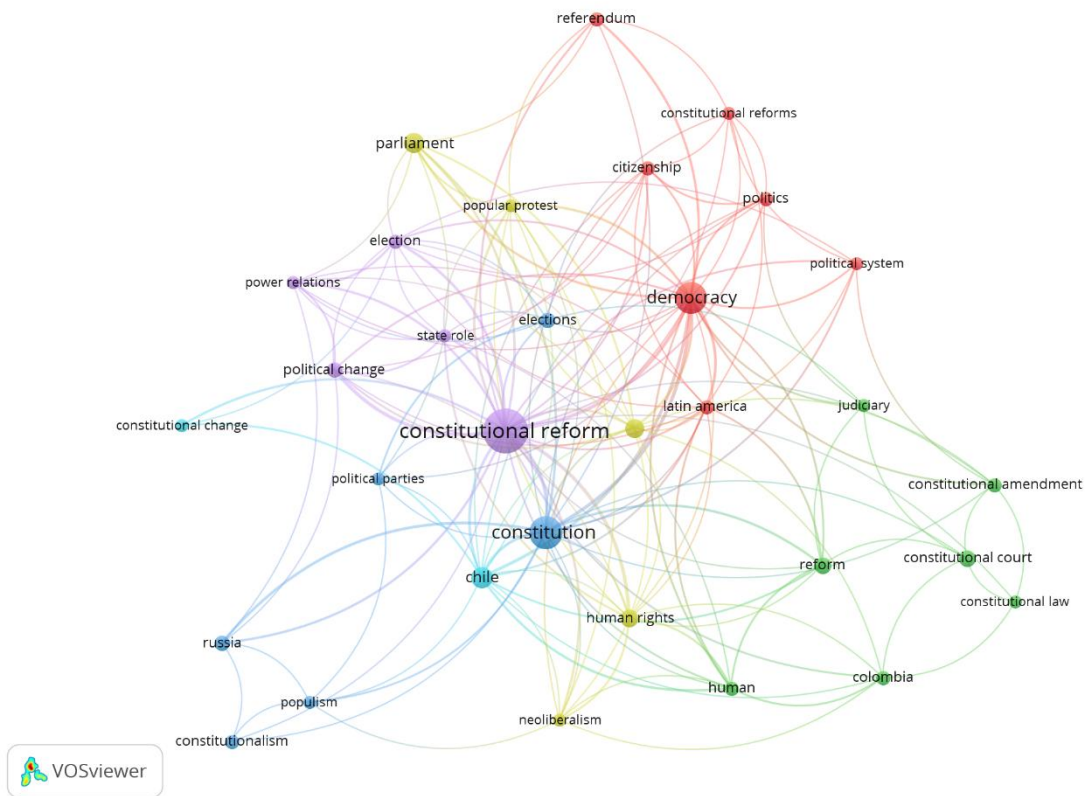 referendum
constitutional reforms
parliament
citizenship
politics
popular protest
election
political system
power relations
democracy
elections
state role
political change
latin america
judiciary
constitutional change
constitutional reform
political parties
constitutional amendment
constitution
constitutional court
reform
chile
constitutional law
human rights
russia
colombia
human
populism
neoliberalism
constitutionalism
VOSviewer